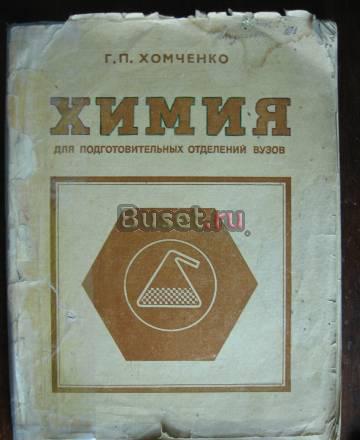 Г.П. ХОМЧЕНКО
ХИМИЯ
ДЛЯ ПОДГОТОВИТЕЛЬНЫХ ОТДЕЛЕНИЙ ВУЗОВ
Buset.ru